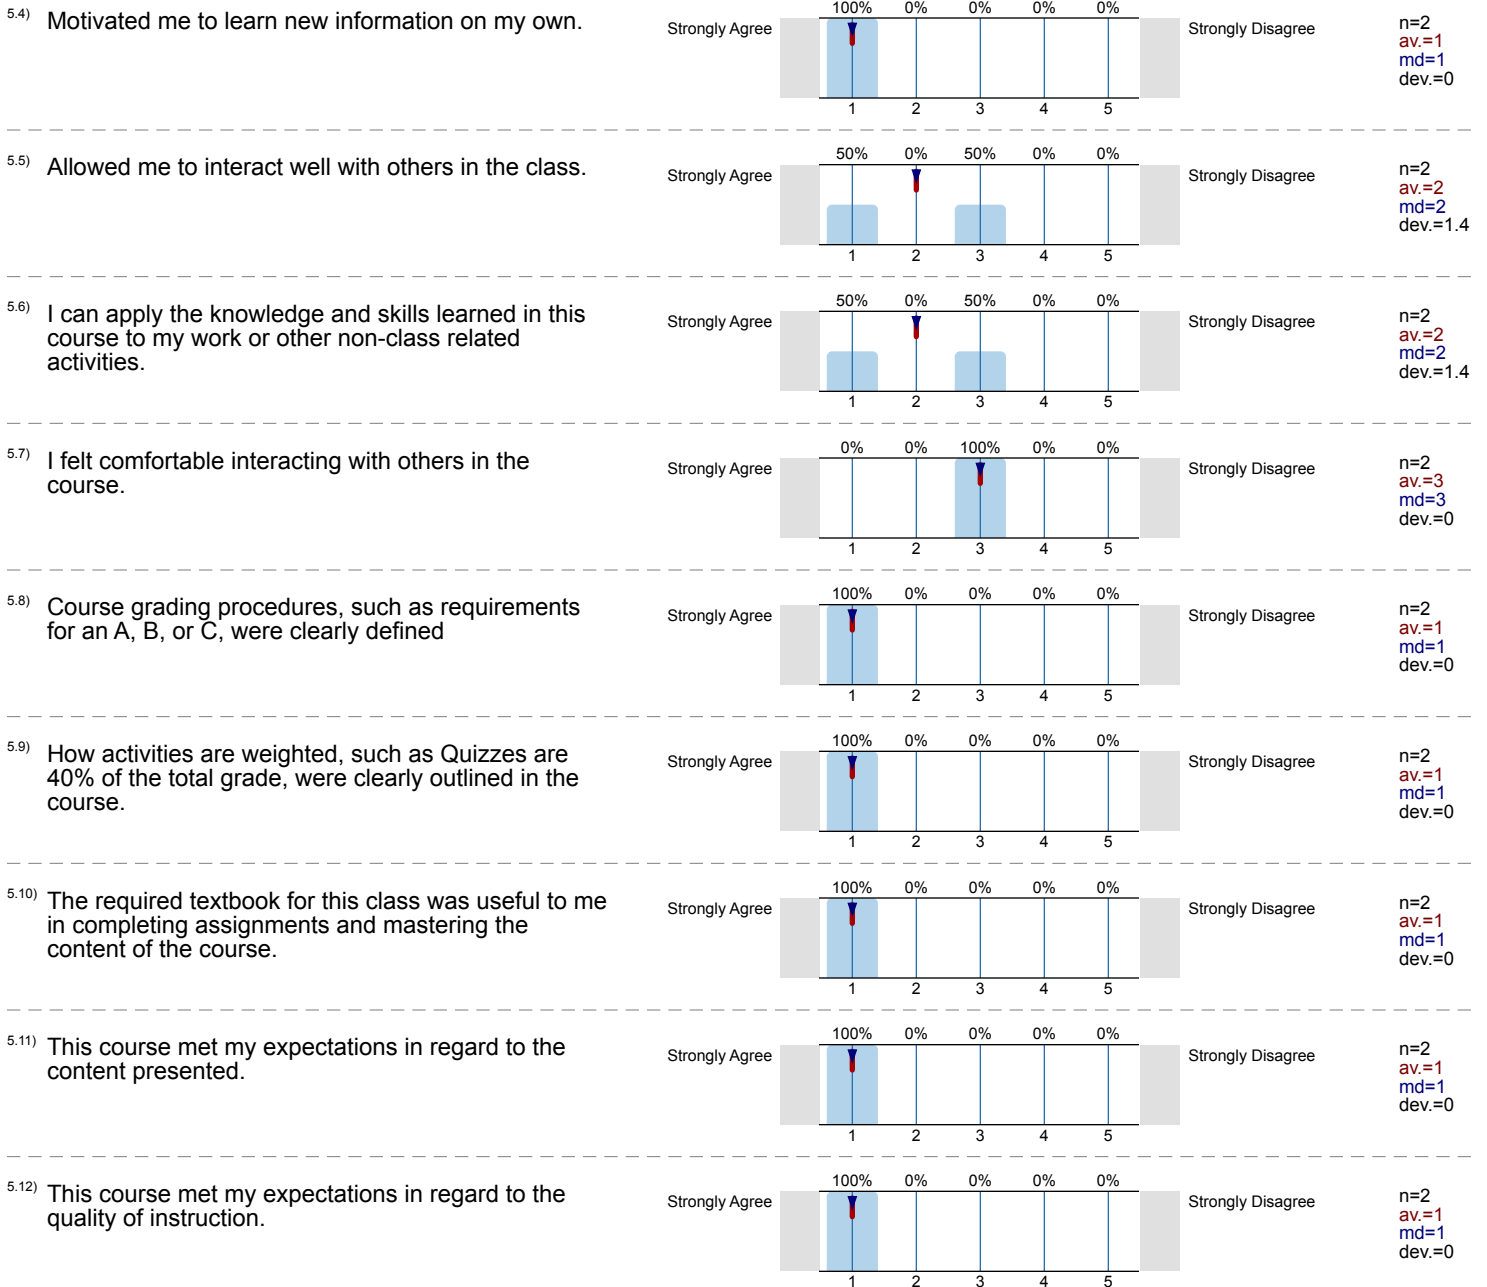 5.4) Motivated me to learn new information on my own.
Strongly Agree
100% 0% 0% 0% 0%
1 2 3 4 5
Strongly Disagree
n=2
av.=1
md=1
dev.=0
5.5) Allowed me to interact well with others in the class.
Strongly Agree
50% 0% 50% 0% 0%
1 2 3 4 5
Strongly Disagree
n=2
av.=2
md=2
dev.=1.4
5.6) I can apply the knowledge and skills learned in this
course to my work or other non-class related
activities.
Strongly Agree
50% 0% 50% 0% 0%
1 2 3 4 5
Strongly Disagree
n=2
av.=2
md=2
dev.=1.4
5.7) I felt comfortable interacting with others in the
course.
Strongly Agree
0% 0% 100% 0% 0%
1 2 3 4 5
Strongly Disagree
n=2
av.=3
md=3
dev.=0
5.8) Course grading procedures, such as requirements
for an A, B, or C, were clearly defined
Strongly Agree
100% 0% 0% 0% 0%
1 2 3 4 5
Strongly Disagree
n=2
av.=1
md=1
dev.=0
5.9) How activities are weighted, such as Quizzes are
40% of the total grade, were clearly outlined in the
course.
Strongly Agree
100% 0% 0% 0% 0%
1 2 3 4 5
Strongly Disagree
n=2
av.=1
md=1
dev.=0
5.10) The required textbook for this class was useful to me
in completing assignments and mastering the
content of the course.
Strongly Agree
100% 0% 0% 0% 0%
1 2 3 4 5
Strongly Disagree
n=2
av.=1
md=1
dev.=0
5.11) This course met my expectations in regard to the
content presented.
Strongly Agree
100% 0% 0% 0% 0%
1 2 3 4 5
Strongly Disagree
n=2
av.=1
md=1
dev.=0
5.12) This course met my expectations in regard to the
quality of instruction.
Strongly Agree
100% 0% 0% 0% 0%
1 2 3 4 5
Strongly Disagree
n=2
av.=1
md=1
dev.=0